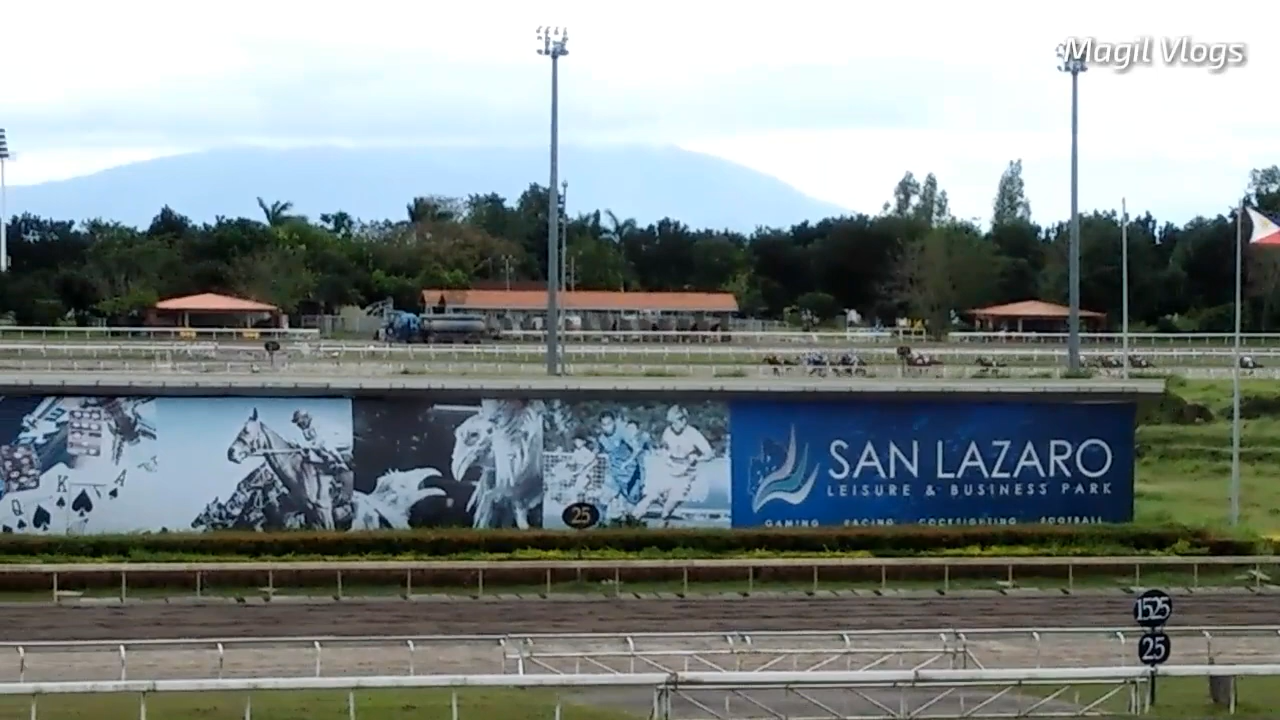 Magil Vlogs
K
A
Q
SAN LAZARO
LEISURE & BUSINESS PARK
GAMING RACING COCKFIGHTING FOOTBALL
25
1525
25